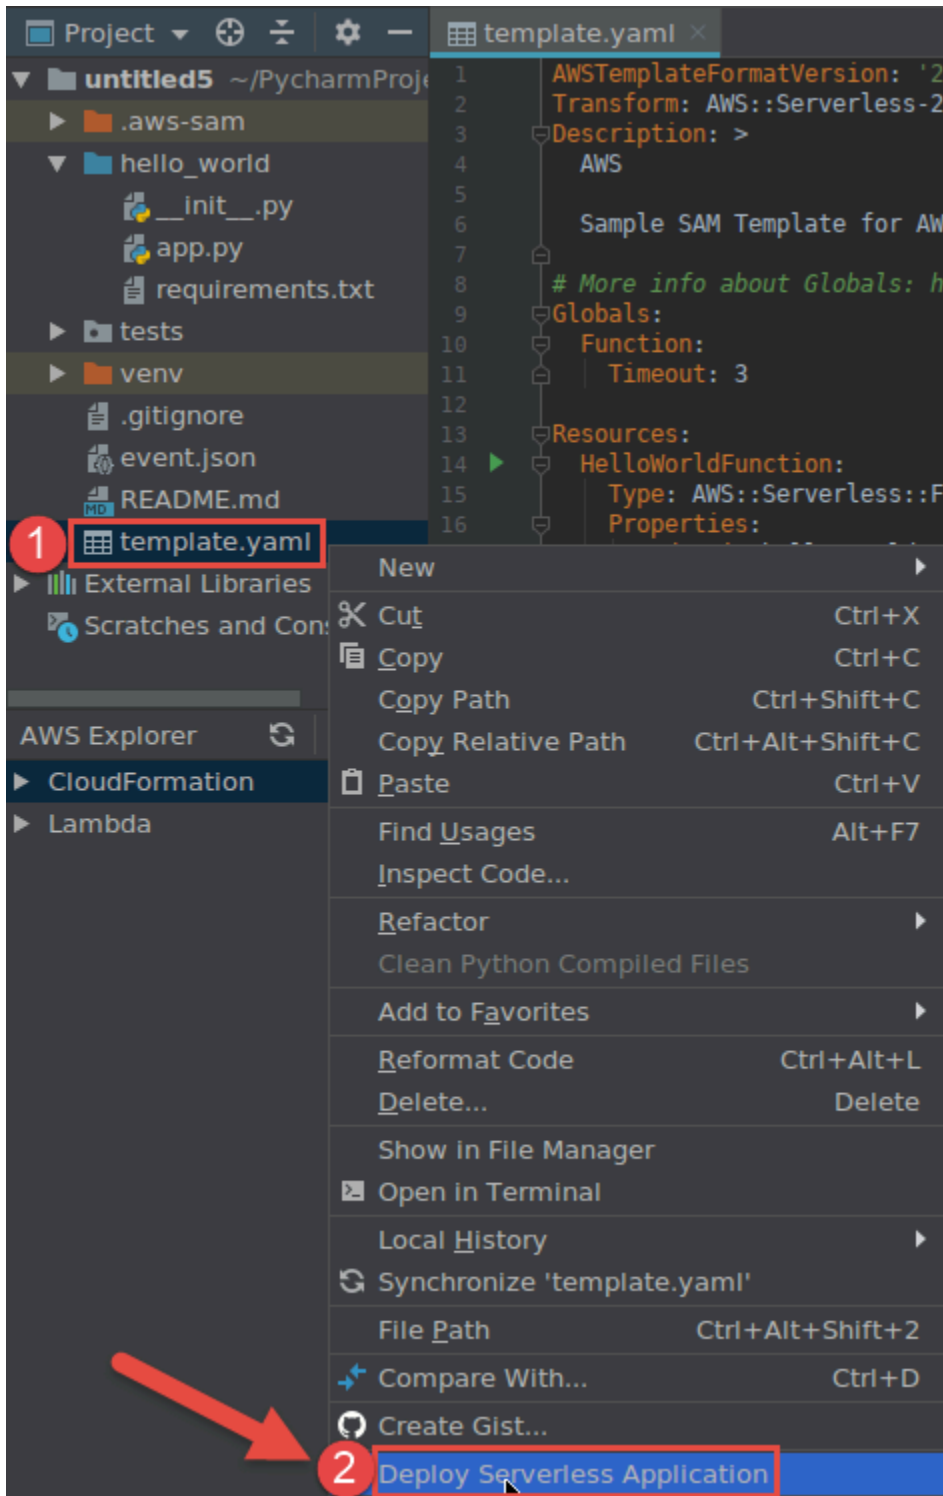 Project
untitled5 ~/PycharmProje
.aws-sam
hello_world
__init__.py
app.py
requirements.txt
tests
venv
.gitignore
event.json
MD README.md
1 template.yaml
External Libraries
Scratches and Con
AWS Explorer
CloudFormation
Lambda
template.yaml
1 AWSTemplateFormatVersion: '2
2 Transform: AWS::Serverless-2
3 Description: >
4 AWS
5
6 Sample SAM Template for AW
7
8 # More info about Globals: h
9 Globals:
10 Function:
11 Timeout: 3
12
13 Resources:
14 HelloWorldFunction:
15 Type: AWS::Serverless::F
16 Properties:
New
Cut Ctrl+X
Copy Ctrl+C
Copy Path Ctrl+Shift+C
Copy Relative Path Ctrl+Alt+Shift+C
Paste Ctrl+V
Find Usages Alt+F7
Inspect Code...
Refactor
Clean Python Compiled Files
Add to Favorites
Reformat Code Ctrl+Alt+L
Delete... Delete
Show in File Manager
Open in Terminal
Local History
Synchronize 'template.yaml'
File Path Ctrl+Alt+Shift+2
Compare With... Ctrl+D
Create Gist...
2 Deploy Serverless Application